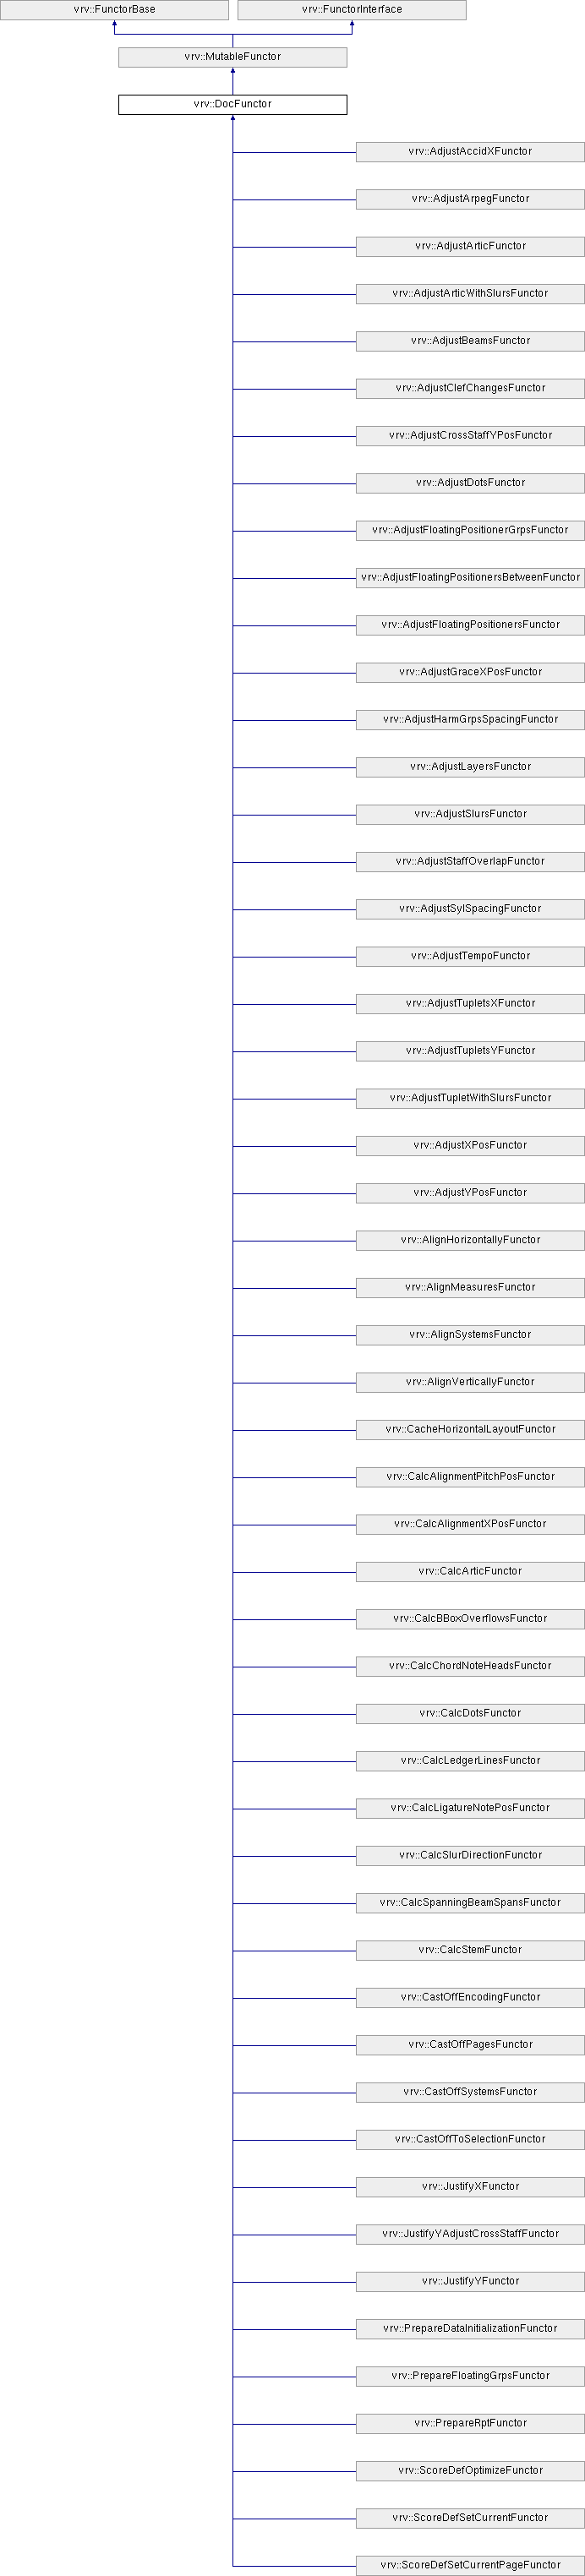 vrv::FunctorBase
vrv::FunctorInterface
vrv::MutableFunctor
vrv::DocFunctor
vrv::AdjustAccidXFunctor
vrv::AdjustArpegFunctor
vrv::AdjustArticFunctor
vrv::AdjustArticWithSlursFunctor
vrv::AdjustBeamsFunctor
vrv::AdjustClefChangesFunctor
vrv::AdjustCrossStaffYPosFunctor
vrv::AdjustDotsFunctor
vrv::AdjustFloatingPositionerGrpsFunctor
vrv::AdjustFloatingPositionersBetweenFunctor
vrv::AdjustFloatingPositionersFunctor
vrv::AdjustGraceXPosFunctor
vrv::AdjustHarmGrpsSpacingFunctor
vrv::AdjustLayersFunctor
vrv::AdjustSlursFunctor
vrv::AdjustStaffOverlapFunctor
vrv::AdjustSylSpacingFunctor
vrv::AdjustTempoFunctor
vrv::AdjustTupletsXFunctor
vrv::AdjustTupletsYFunctor
vrv::AdjustTupletWithSlursFunctor
vrv::AdjustXPosFunctor
vrv::AdjustYPosFunctor
vrv::AlignHorizontallyFunctor
vrv::AlignMeasuresFunctor
vrv::AlignSystemsFunctor
vrv::AlignVerticallyFunctor
vrv::CacheHorizontalLayoutFunctor
vrv::CalcAlignmentPitchPosFunctor
vrv::CalcAlignmentXPosFunctor
vrv::CalcArticFunctor
vrv::CalcBBoxOverflowsFunctor
vrv::CalcChordNoteHeadsFunctor
vrv::CalcDotsFunctor
vrv::CalcLedgerLinesFunctor
vrv::CalcLigatureNotePosFunctor
vrv::CalcSlurDirectionFunctor
vrv::CalcSpanningBeamSpansFunctor
vrv::CalcStemFunctor
vrv::CastOffEncodingFunctor
vrv::CastOffPagesFunctor
vrv::CastOffSystemsFunctor
vrv::CastOffToSelectionFunctor
vrv::JustifyXFunctor
vrv::JustifyYAdjustCrossStaffFunctor
vrv::JustifyYFunctor
vrv::PrepareDataInitializationFunctor
vrv::PrepareFloatingGrpsFunctor
vrv::PrepareRptFunctor
vrv::ScoreDefOptimizeFunctor
vrv::ScoreDefSetCurrentFunctor
vrv::ScoreDefSetCurrentPageFunctor